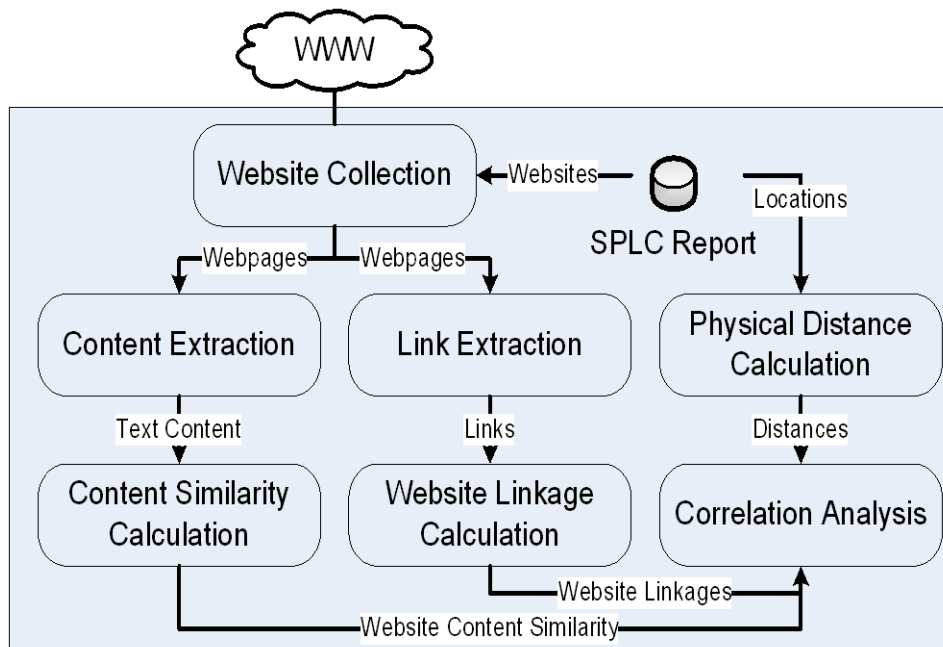 WWW
Website Collection
Websites
Locations
SPLC Report
Webpages
Webpages
Content Extraction
Link Extraction
Physical Distance
Calculation
Text Content
Links
Distances
Content Similarity
Calculation
Website Linkage
Calculation
Correlation Analysis
Website Linkages
Website Content Similarity